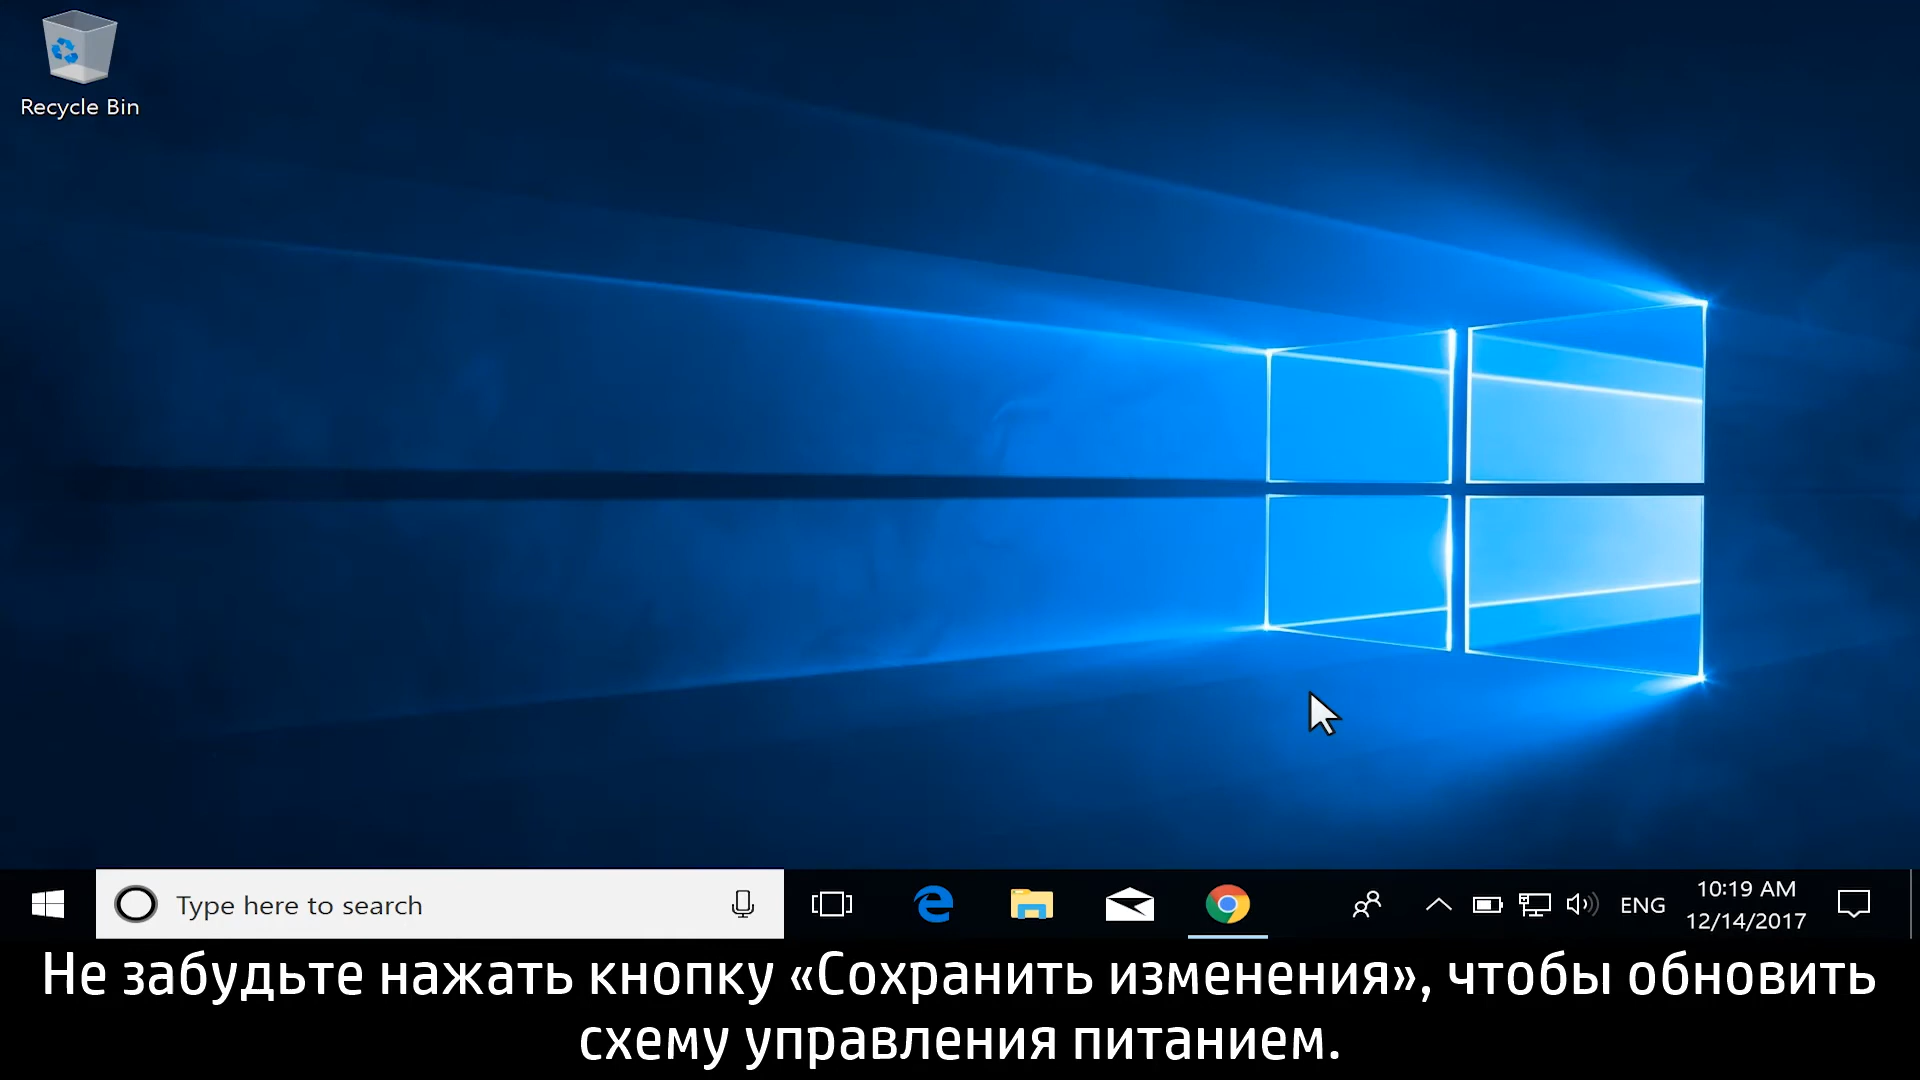 Recycle Bin
Type here to search
ENG
10:19 AM
12/14/2017
Не забудьте нажать кнопку «Сохранить изменения», чтобы обновить
схему управления питанием.